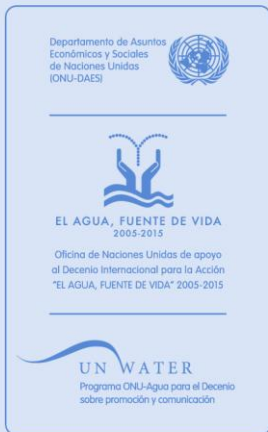 Departamento de Asuntos
Económicos y Sociales
de Naciones Unidas
(ONU-DAES)
EL AGUA, FUENTE DE VIDA
2005-2015
Oficina de Naciones Unidas de apoyo
al Decenio Internacional para la Acción
"EL AGUA, FUENTE DE VIDA" 2005-2015
UN WATER
Programa ONU-Agua para el Decenio
sobre promoción y comunicación